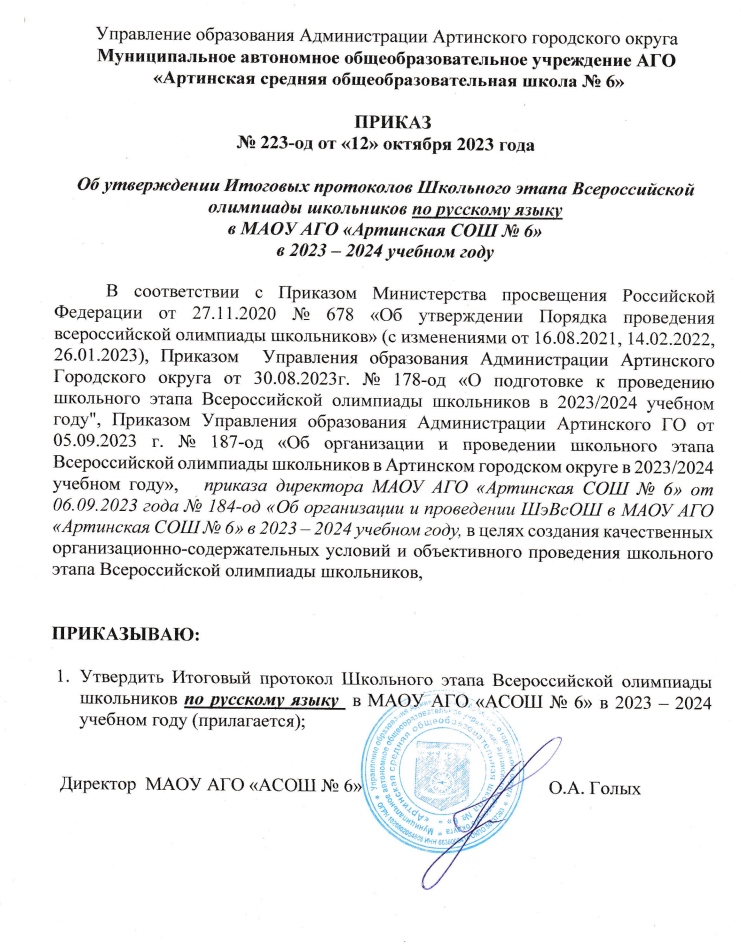 Управление образования Администрации Артинского городского округа
Муниципальное автономное общеобразовательное учреждение АГО
«Артинская средняя общеобразовательная школа № 6»
ПРИКАЗ
№ 223-од от «12» октября 2023 года
Об утверждении Итоговых протоколов Школьного этапа Всероссийской
олимпиады школьников по русскому языку
в МАОУ АГО «Артинская СОШ № 6»
в 2023 – 2024 учебном году
В соответствии с Приказом Министерства просвещения Российской
Федерации от 27.11.2020 № 678 «Об утверждении Порядка проведения
всероссийской олимпиады школьников» (с изменениями от 16.08.2021, 14.02.2022,
26.01.2023), Приказом Управления образования Администрации Артинского
Городского округа от 30.08.2023г. № 178-од «О подготовке к проведению
школьного этапа Всероссийской олимпиады школьников в 2023/2024 учебном
году", Приказом Управления образования Администрации Артинского ГО от
05.09.2023 г. № 187-од «Об организации и проведении школьного этапа
Всероссийской олимпиады школьников в Артинском городском округе в 2023/2024
учебном году», приказа директора МАОУ АГО «Артинская СОШ № 6» от
06.09.2023 года № 184-од «Об организации и проведении ШэВсОШ в МАОУ АГО
«Артинская СОШ № 6» в 2023 – 2024 учебном году, в целях создания качественных
организационно-содержательных условий и объективного проведения школьного
этапа Всероссийской олимпиады школьников,
ПРИКАЗЫВАЮ:
1. Утвердить Итоговый протокол Школьного этапа Всероссийской олимпиады
школьников по русскому языку в МАОУ АГО «АСОШ № 6» в 2023 – 2024
учебном году (прилагается);
Директор МАОУ АГО «АСОШ № 6» О.А. Голых